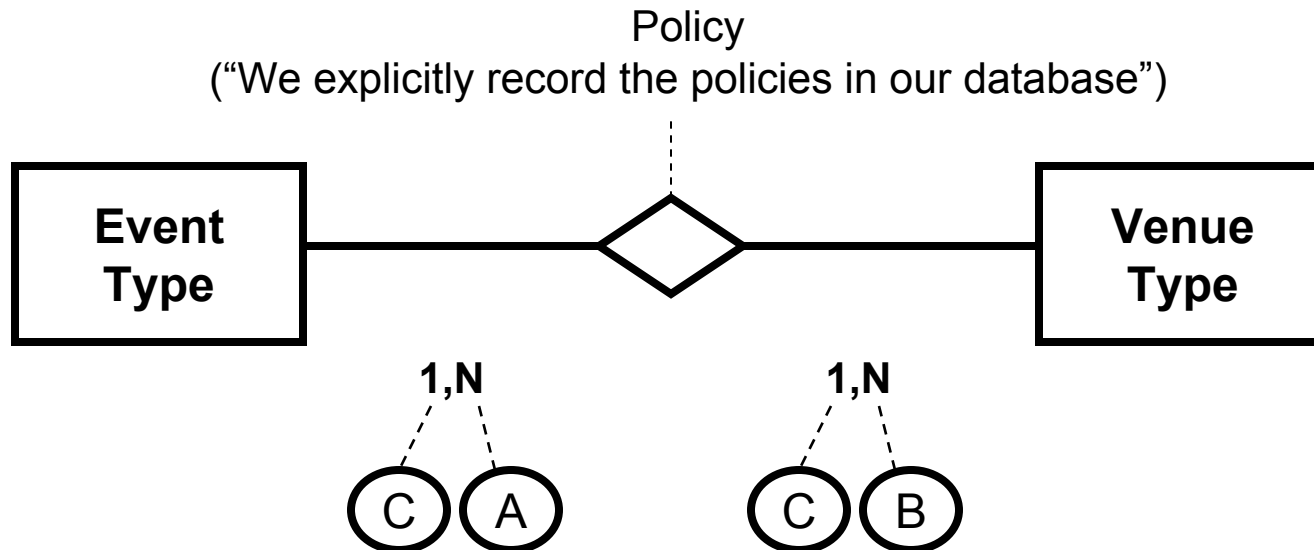 Policy
(“We explicitly record the policies in our database”)
Event
Type
Venue
Type
1,N
1,N
C
A
C
B